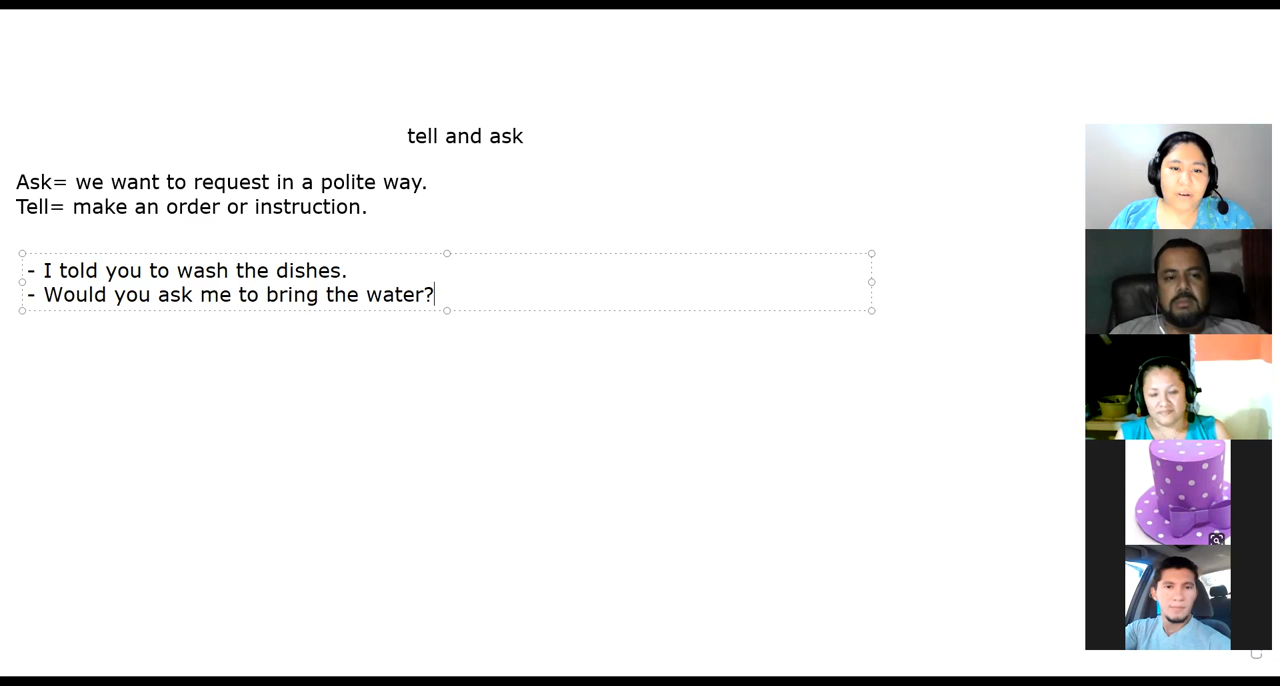 tell and ask
Ask= we want to request in a polite way.
Tell= make an order or instruction.
- I told you to wash the dishes.
- Would you ask me to bring the water?